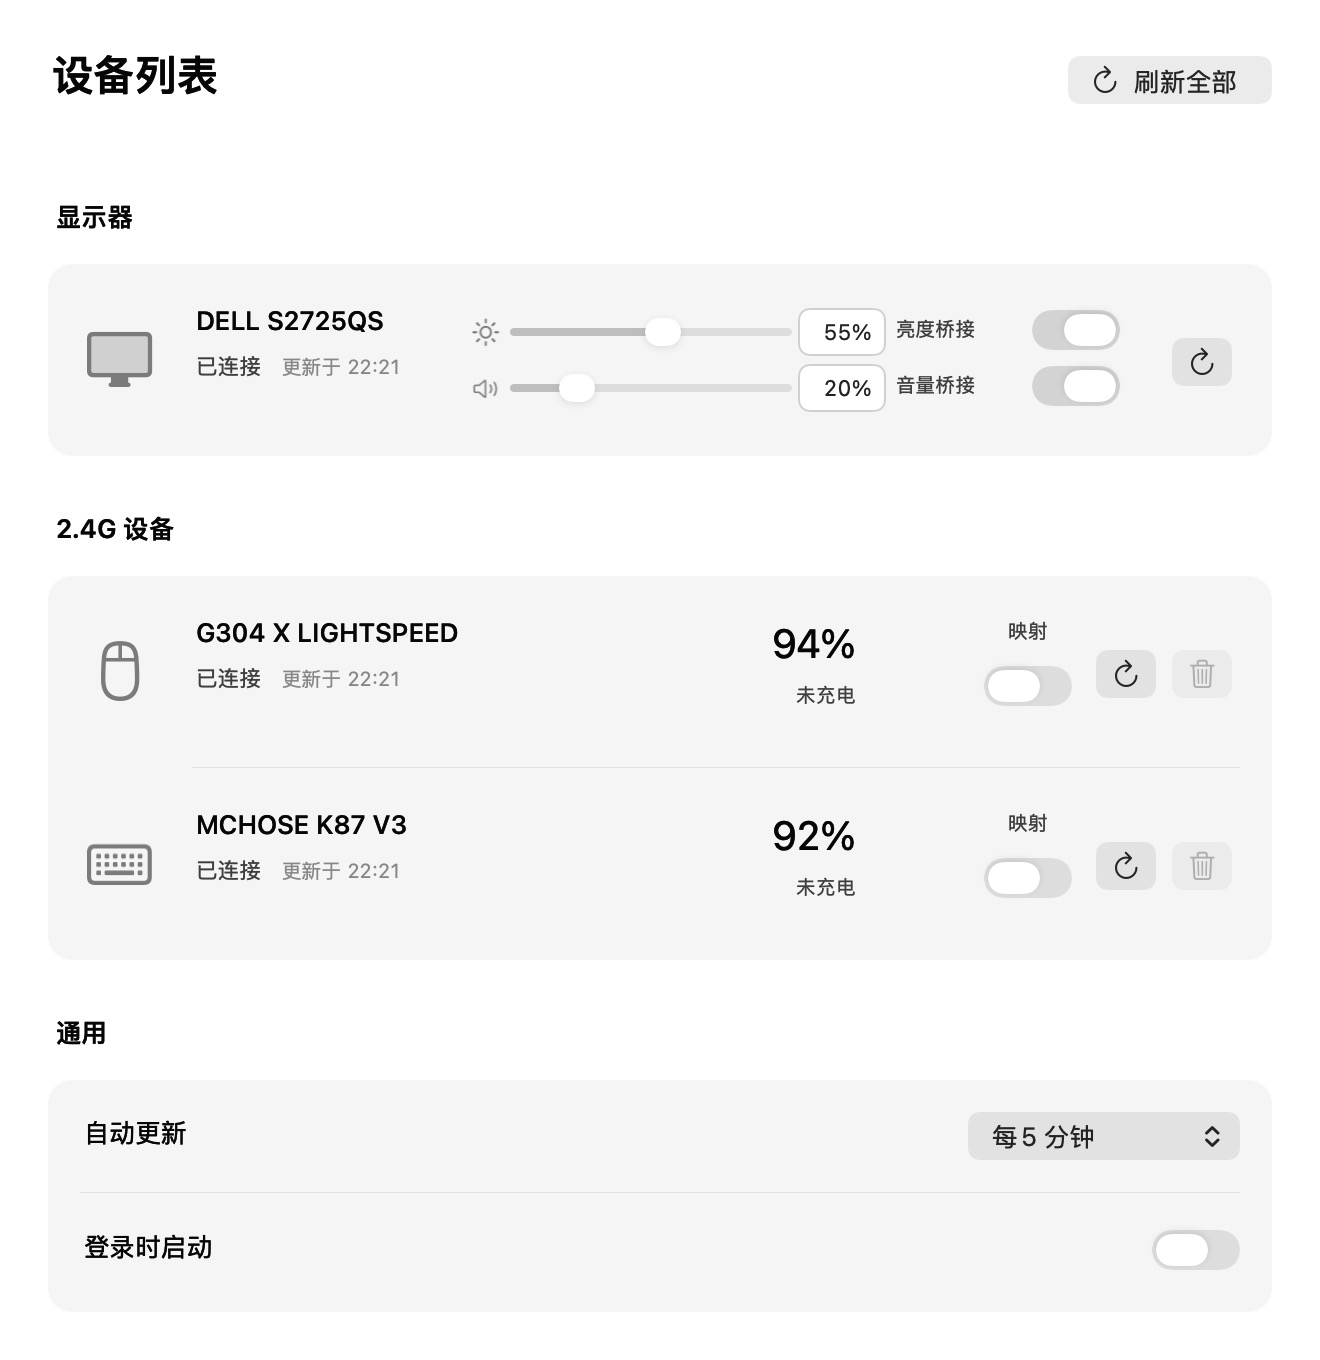 设备列表
刷新全部
显示器
DELL S2725QS
已连接 更新于 22:21
55% 亮度桥接
20% 音量桥接
2.4G 设备
G304 X LIGHTSPEED
已连接 更新于 22:21
94%
未充电
映射
MCHOSE K87 V3
已连接 更新于 22:21
92%
未充电
映射
通用
自动更新
每 5 分钟
登录时启动